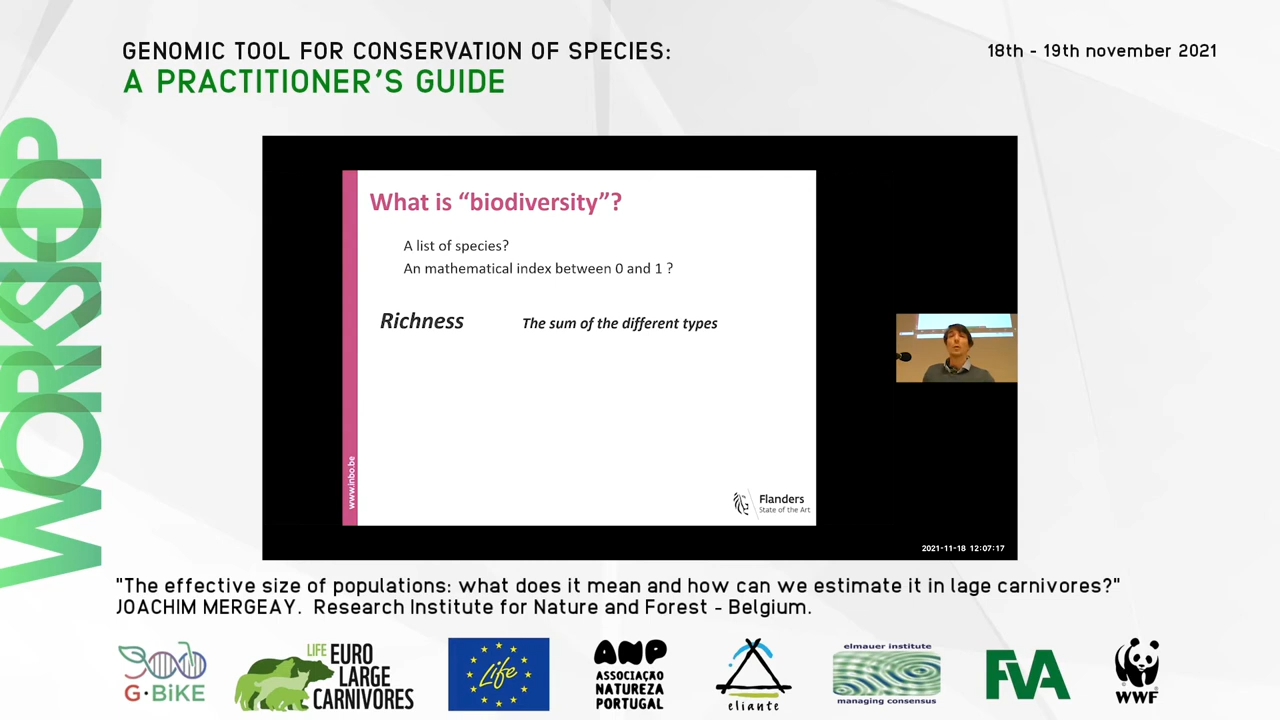 GENOMIC TOOL FOR CONSERVATION OF SPECIES:
18th - 19th november 2021
A PRACTITIONER'S GUIDE
WORKSHOP
What is “biodiversity”?
A list of species?
An mathematical index between 0 and 1 ?
Richness The sum of the different types
www.inbo.be
Flanders
State of the Art
2021-11-18 12:07:17
"The effective size of populations: what does it mean and how can we estimate it in lage carnivores?"
JOACHIM MERGEAY. Research Institute for Nature and Forest - Belgium.
G·BiKE
LIFE EURO
LARGE
CARNIVORES
Life
ANP
ASSOCIAÇÃO
NATUREZA
PORTUGAL
eliante
elmauer institute
managing consensus
FVA
WWF